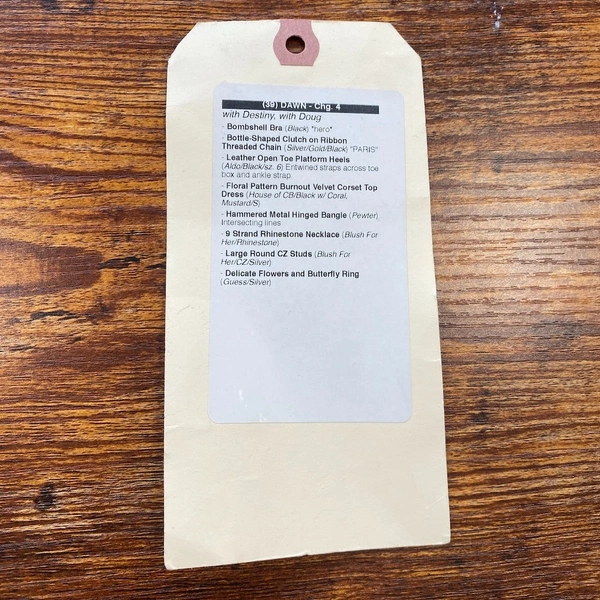 (39) DAWN - Chg. 4
with Destiny, with Doug
· Bombshell Bra (Black) "hero"
· Bottle-Shaped Clutch on Ribbon
Threaded Chain (Silver/Gold/Black) "PARIS"
· Leather Open Toe Platform Heels
(Aldo/Black/sz. 6) Entwined straps across toe
box and ankle strap
· Floral Pattern Burnout Velvet Corset Top
Dress (House of CB/Black w/ Coral,
Mustard/S)
· Hammered Metal Hinged Bangle (Pewter)
Intersecting lines
· 9 Strand Rhinestone Necklace (Blush For
Her/Rhinestone)
· Large Round CZ Studs (Blush For
Her/CZ/Silver)
· Delicate Flowers and Butterfly Ring
(Guess/Silver)